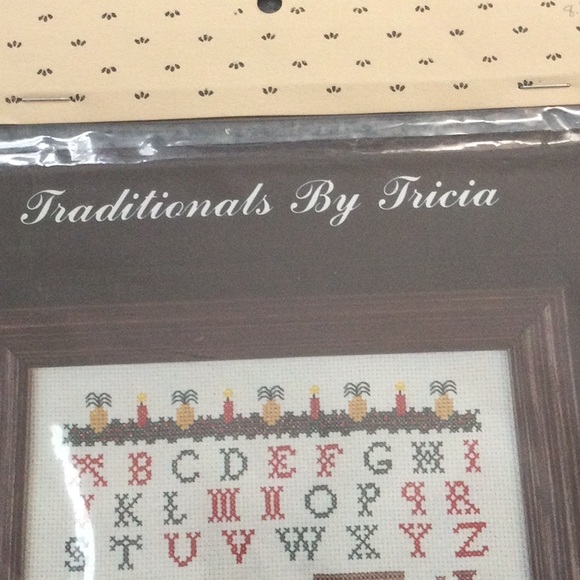 Traditionals By Tricia
A B C D E F G H I
J K L M N O P Q R
S T U V W X Y Z